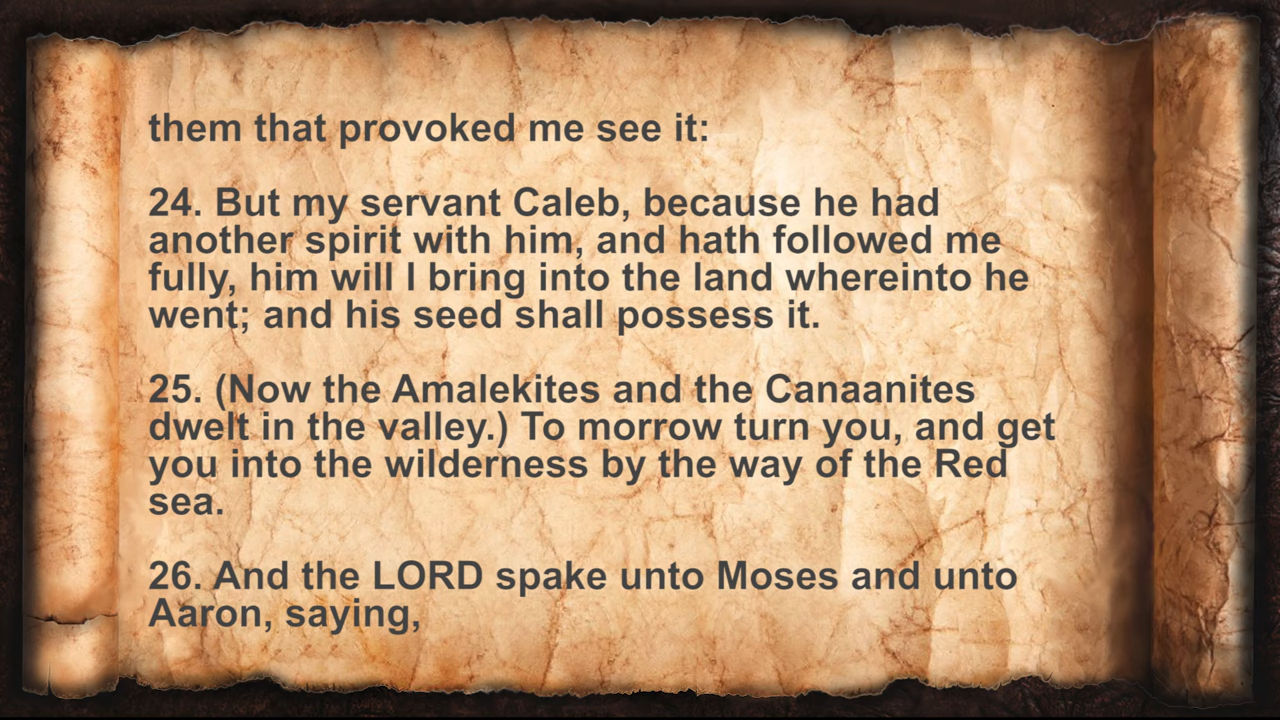 them that provoked me see it:
24. But my servant Caleb, because he had
another spirit with him, and hath followed me
fully, him will I bring into the land whereinto he
went; and his seed shall possess it.
25. (Now the Amalekites and the Canaanites
dwelt in the valley.) To morrow turn you, and get
you into the wilderness by the way of the Red
sea.
26. And the LORD spake unto Moses and unto
Aaron, saying,